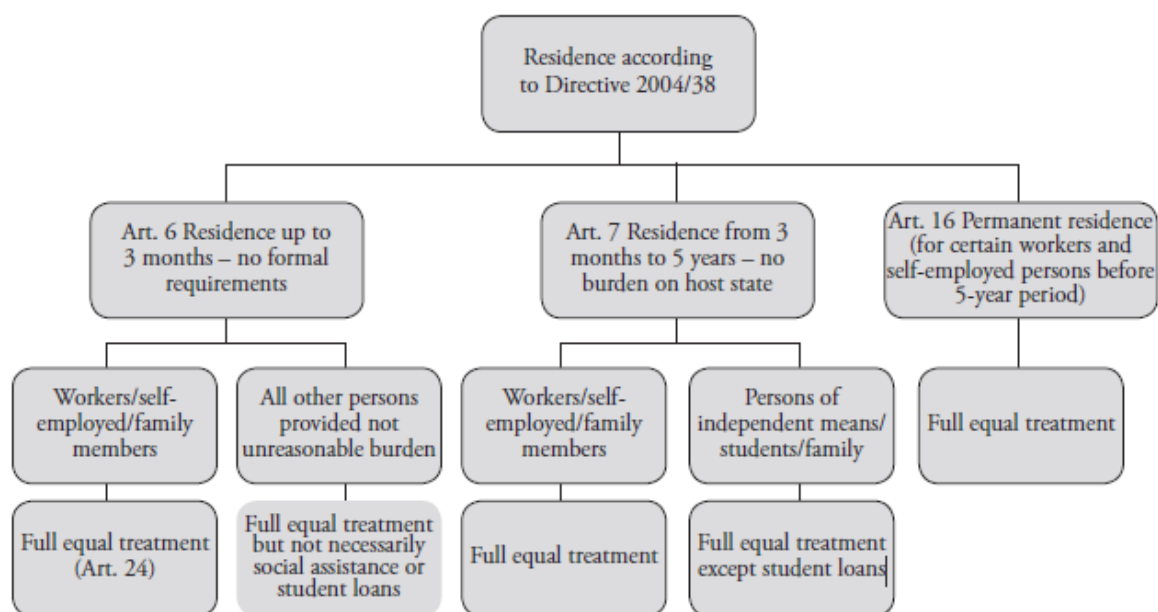 Residence according
to Directive 2004/38
Art. 6 Residence up to
3 months – no formal
requirements
Art. 7 Residence from 3
months to 5 years – no
burden on host state
Art. 16 Permanent residence
(for certain workers and
self-employed persons before
5-year period)
Workers/self-
employed/family
members
All other persons
provided not
unreasonable burden
Workers/self-
employed/family
members
Persons of
independent means/
students/family
Full equal treatment
Full equal treatment
(Art. 24)
Full equal treatment
but not necessarily
social assistance or
student loans
Full equal treatment
Full equal treatment
except student loans